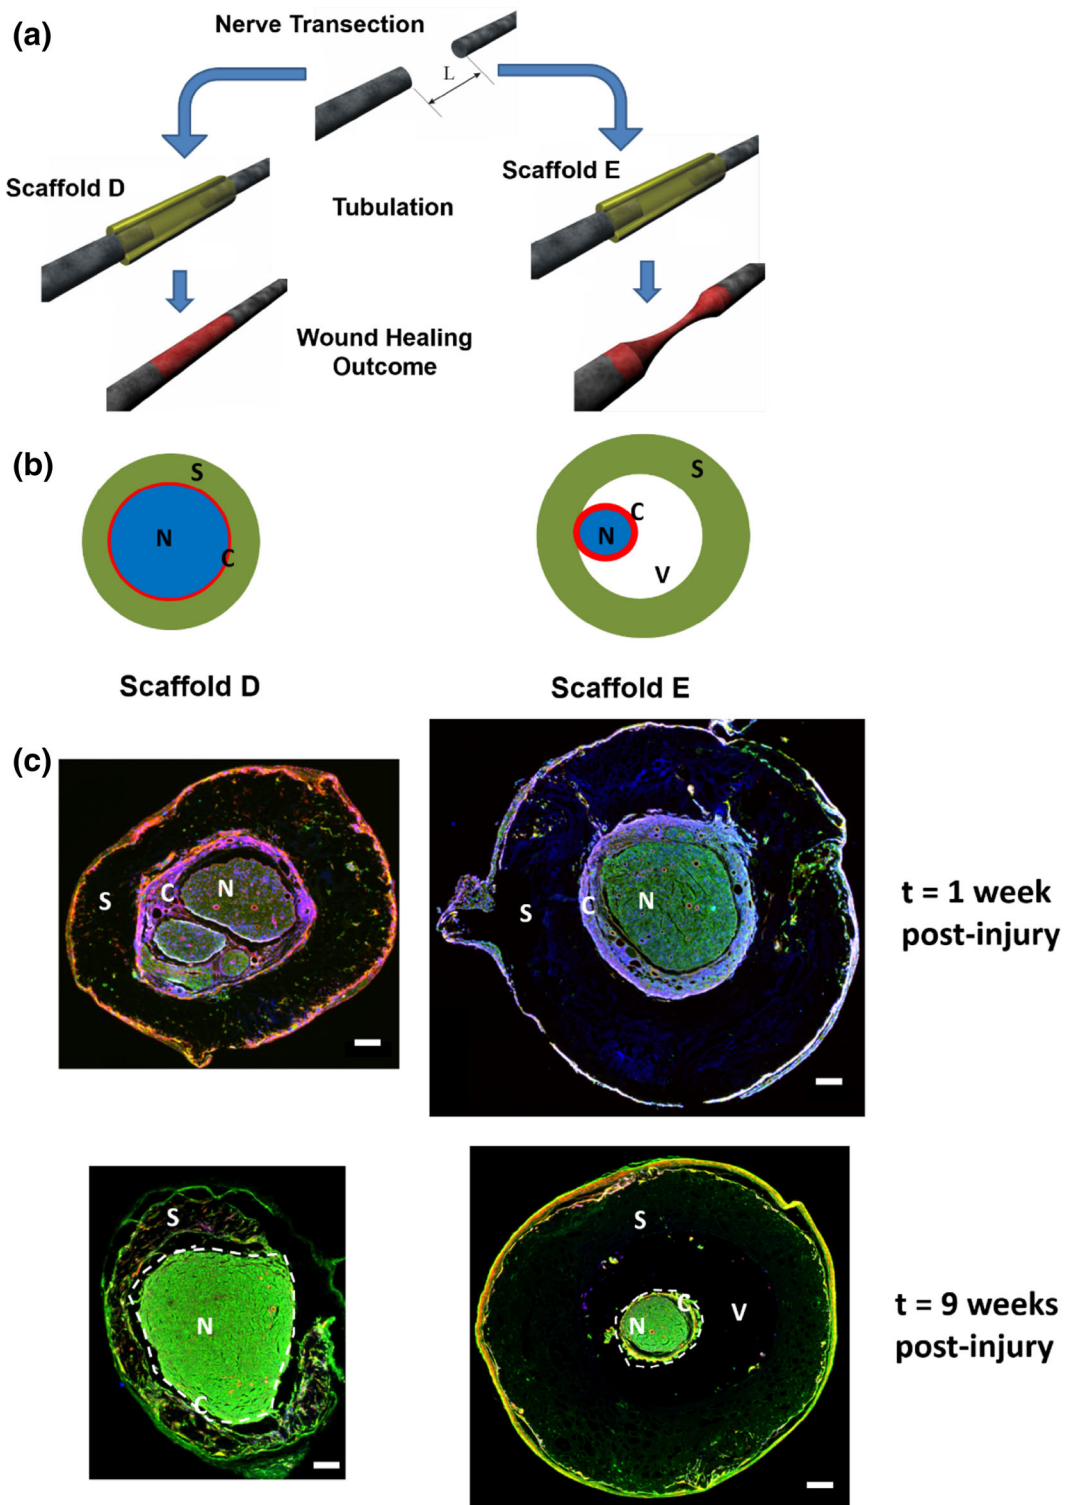 (a)
Nerve Transection
L
Scaffold D
Scaffold E
Tubulation
Wound Healing
Outcome
(b)
S
N
C
S
C
N
V
Scaffold D
Scaffold E
(c)
S
C
N
S
C
N
t = 1 week
post-injury
S
N
C
S
N
C
V
t = 9 weeks
post-injury